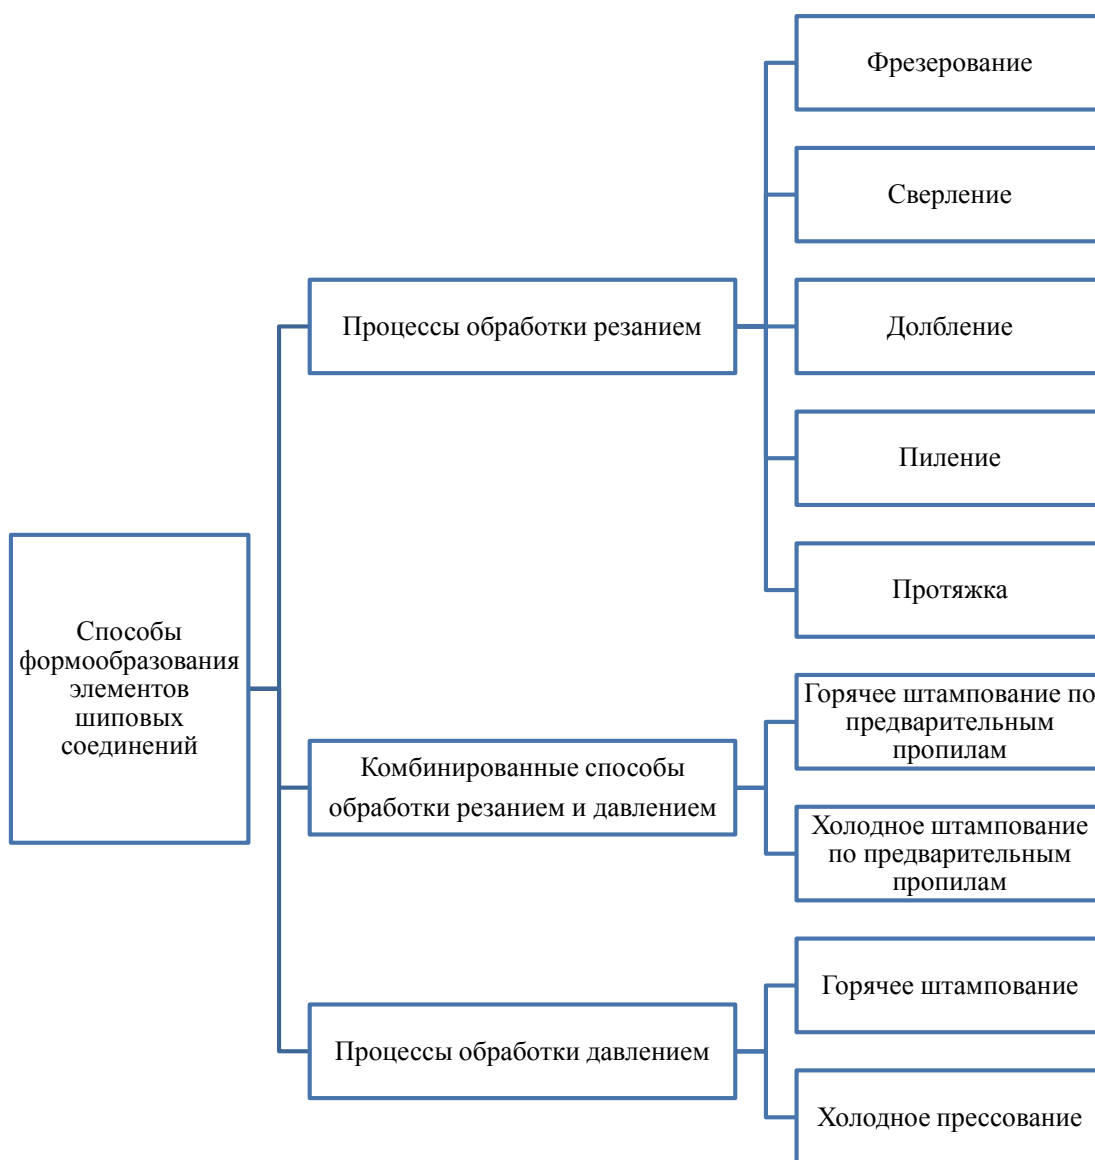 Фрезерование
Сверление
Процессы обработки резанием
Долбление
Пиление
Протяжка
Способы
формообразования
элементов
шиповых
соединений
Горячее штампование по
предварительным
пропилам
Комбинированные способы
обработки резанием и давлением
Холодное штампование
по предварительным
пропилам
Горячее штампование
Процессы обработки давлением
Холодное прессование